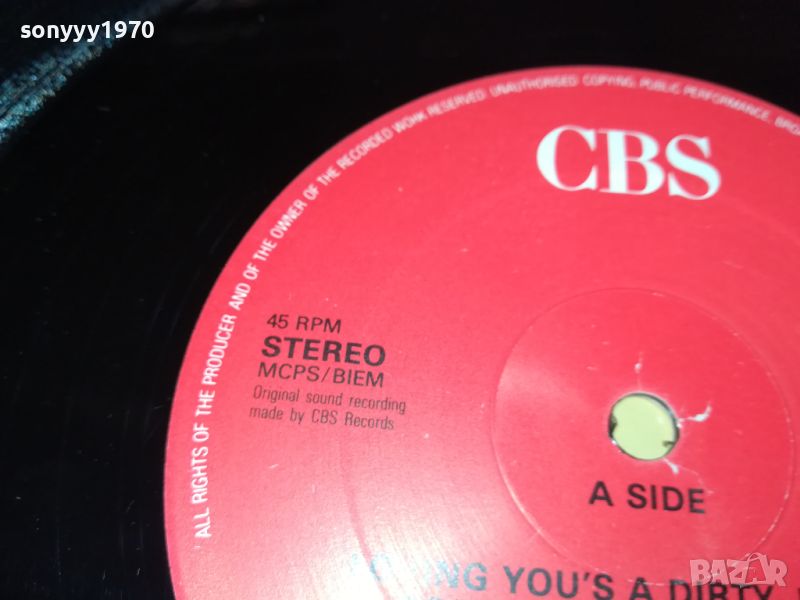 sonyyy1970
ALL RIGHTS OF THE PRODUCER AND OF THE OWNER OF THE RECORDED WORK RESERVED. UNAUTHORISED COPYING, PUBLIC PERFORMANCE,
CBS
45 RPM
STEREO
MCPS/BIEM
Original sound recording
made by CBS Records
A SIDE
YOU'S A DIRTY
BAZAR